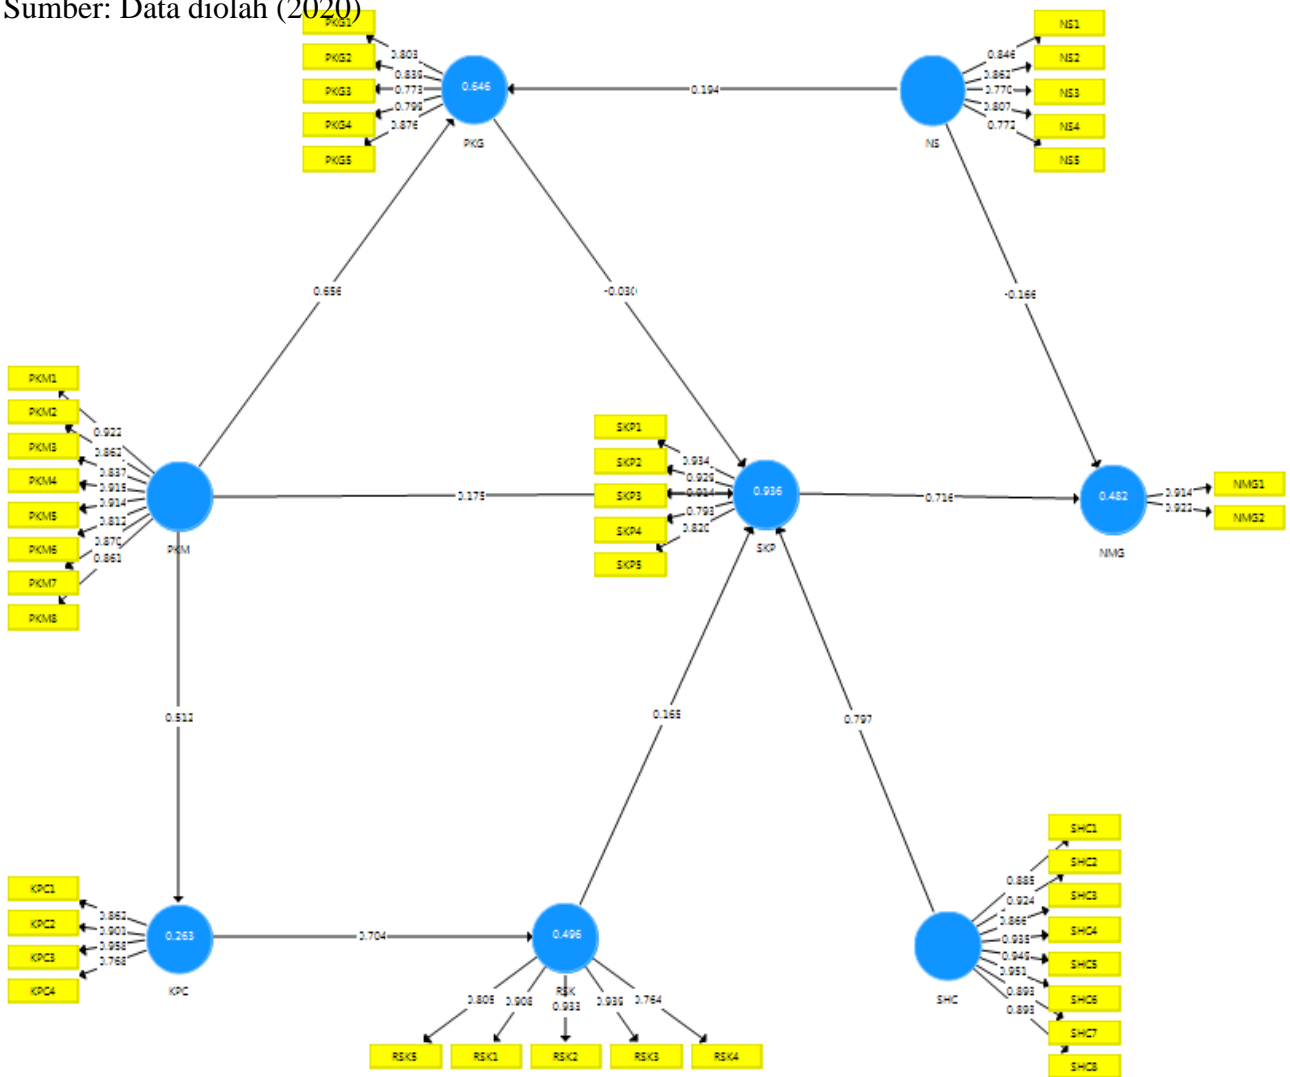 Sumber: Data diolah (2020)
PKG1
PKG2
PKG3
PKG4
PKG5
0.803
0.839
0.773
0.799
0.876
0.646
PKG
0.194
NS
NS1
NS2
NS3
NS4
NS5
0.846
0.862
0.770
0.807
0.772
0.656
-0.030
-0.166
PKM1
PKM2
PKM3
PKM4
PKM5
PKM6
PKM7
PKM8
0.922
0.862
0.837
0.915
0.914
0.812
0.870
0.861
PKM
0.175
SKP1
SKP2
SKP3
SKP4
SKP5
0.934
0.929
0.914
0.793
0.820
0.936
SKP
0.716
0.482
NMG
0.914
0.922
NMG1
NMG2
0.512
0.165
0.797
KPC1
KPC2
KPC3
KPC4
0.862
0.901
0.958
0.768
0.263
KPC
0.704
0.496
RSK
0.805
0.908
0.933
0.939
0.764
RSK5
RSK1
RSK2
RSK3
RSK4
SHC
0.885
0.924
0.866
0.935
0.949
0.951
0.893
0.893
SHC1
SHC2
SHC3
SHC4
SHC5
SHC6
SHC7
SHC8